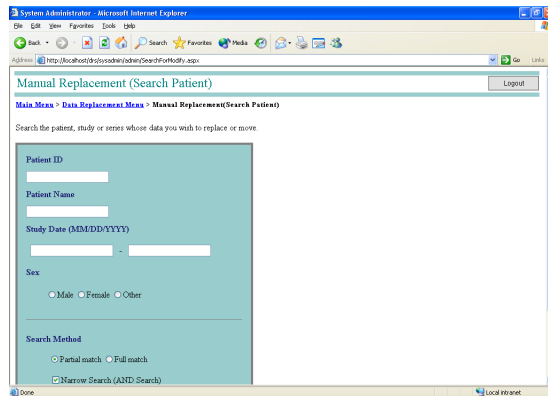 System Administrator - Microsoft Internet Explorer
File Edit View Favorites Tools Help
Back Search Favorites Media
Address http://localhost/drs/sysadmin/admin/SearchForModify.aspx Go Links
Manual Replacement (Search Patient) Logout
Main Menu > Data Replacement Menu > Manual Replacement(Search Patient)
Search the patient, study or series whose data you wish to replace or move.
Patient ID
Patient Name
Study Date (MM/DD/YYYY)
-
Sex
Male Female Other
Search Method
Partial match Full match
Narrow Search (AND Search)
Done Local intranet